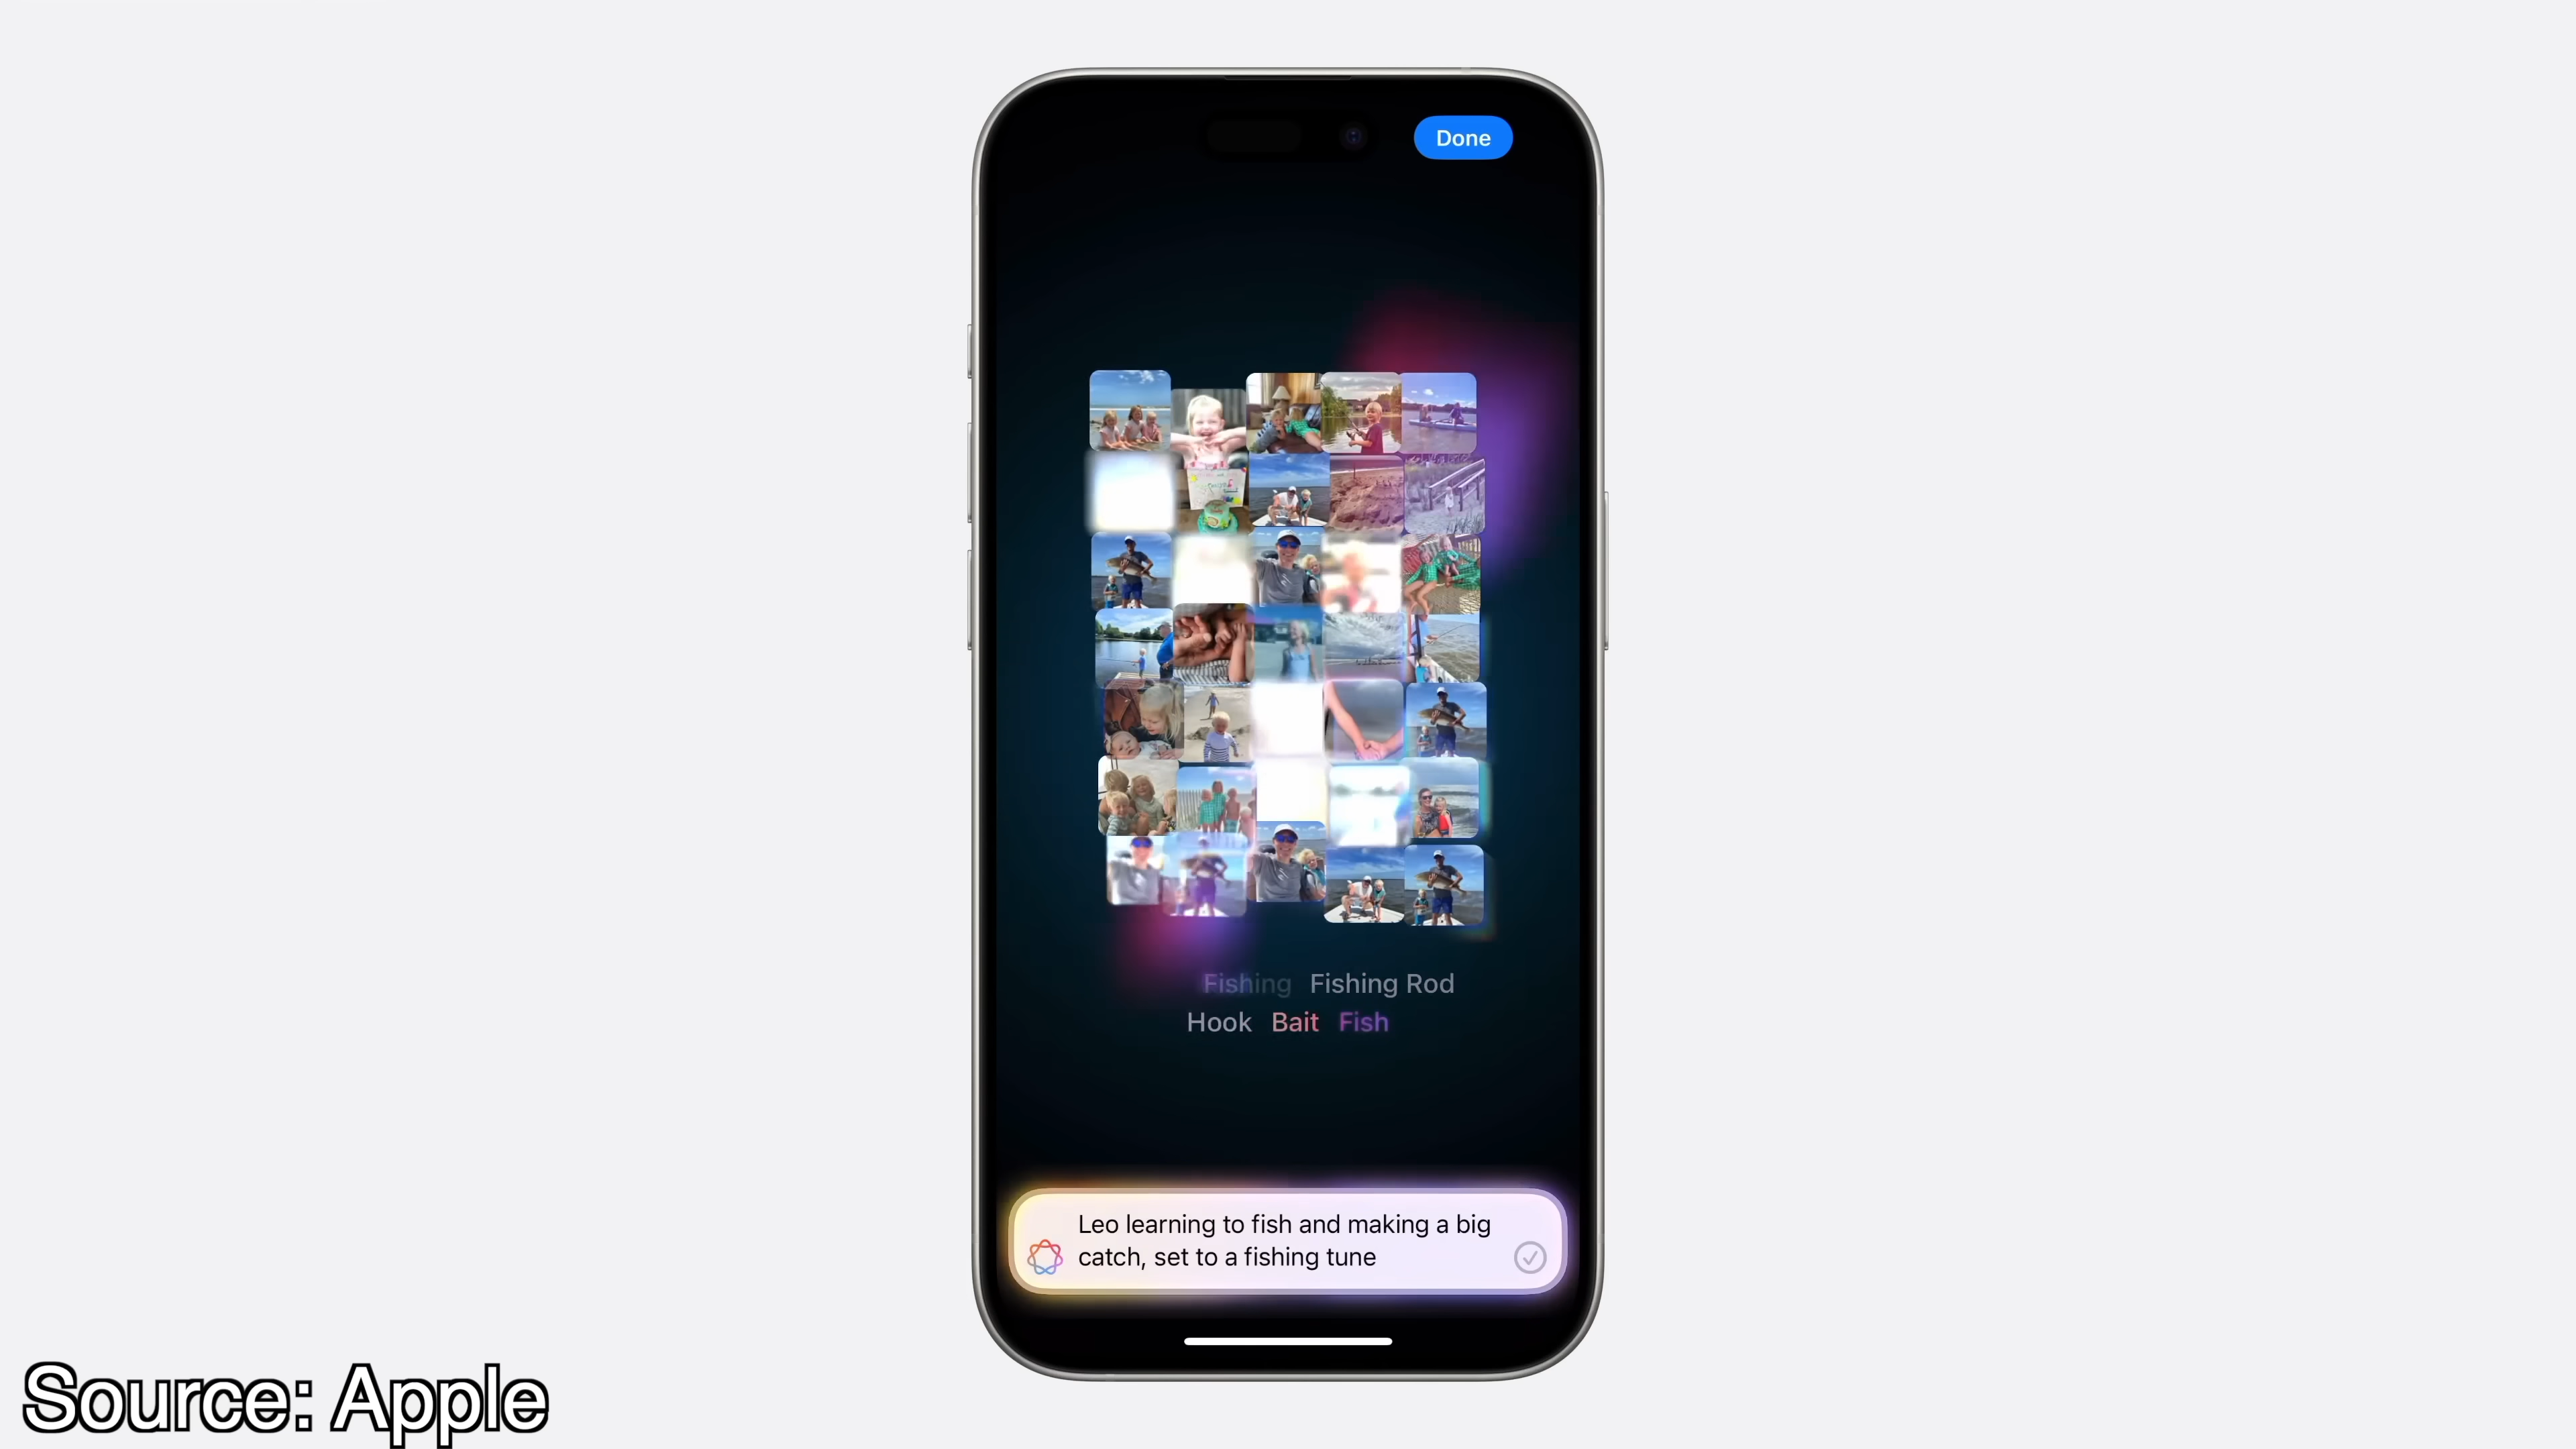 Done
Fishing Fishing Rod
Hook Bait Fish
Leo learning to fish and making a big
catch, set to a fishing tune
Source: Apple